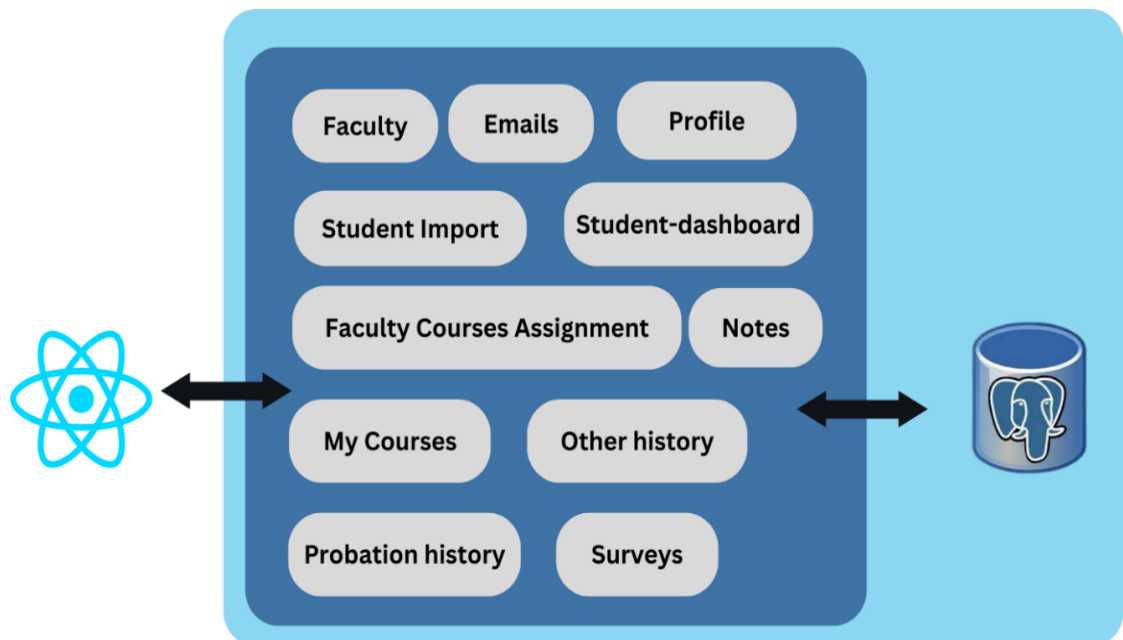 Faculty
Emails
Profile
Student Import
Student-dashboard
Faculty Courses Assignment
Notes
My Courses
Other history
Probation history
Surveys